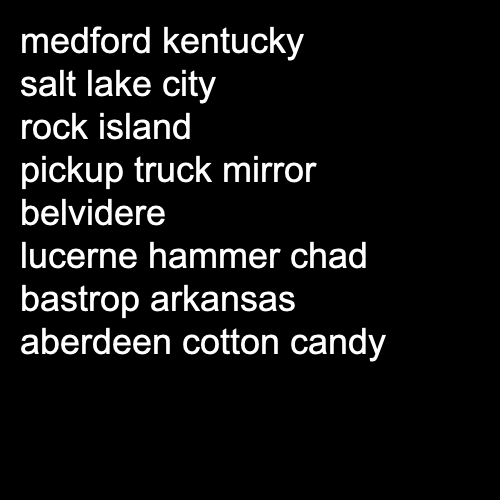 medford kentucky
salt lake city
rock island
pickup truck mirror
belvidere
lucerne hammer chad
bastrop arkansas
aberdeen cotton candy